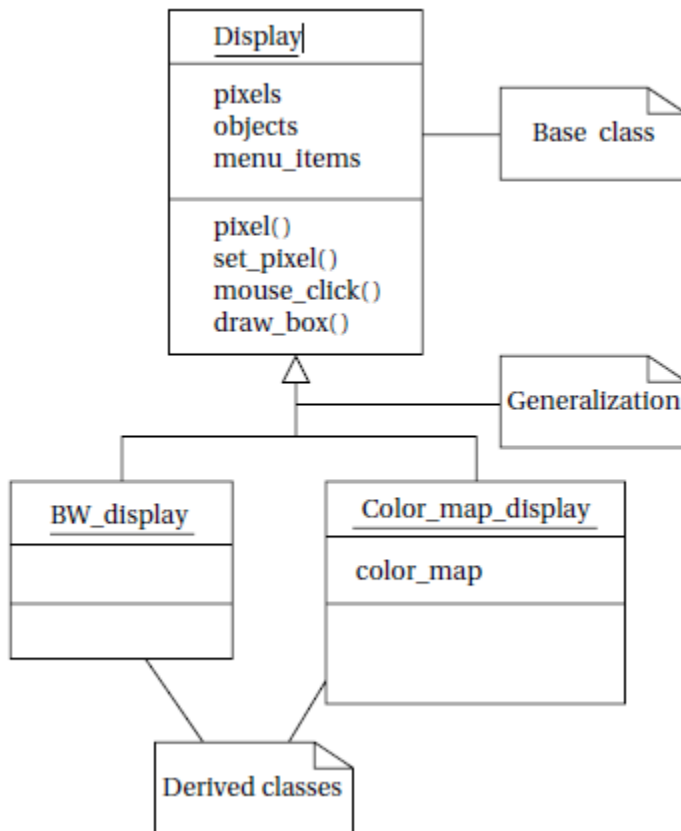 Display
pixels
objects
menu_items
Base class
pixel()
set_pixel()
mouse_click()
draw_box()
Generalization
BW_display
Color_map_display
color_map
Derived classes